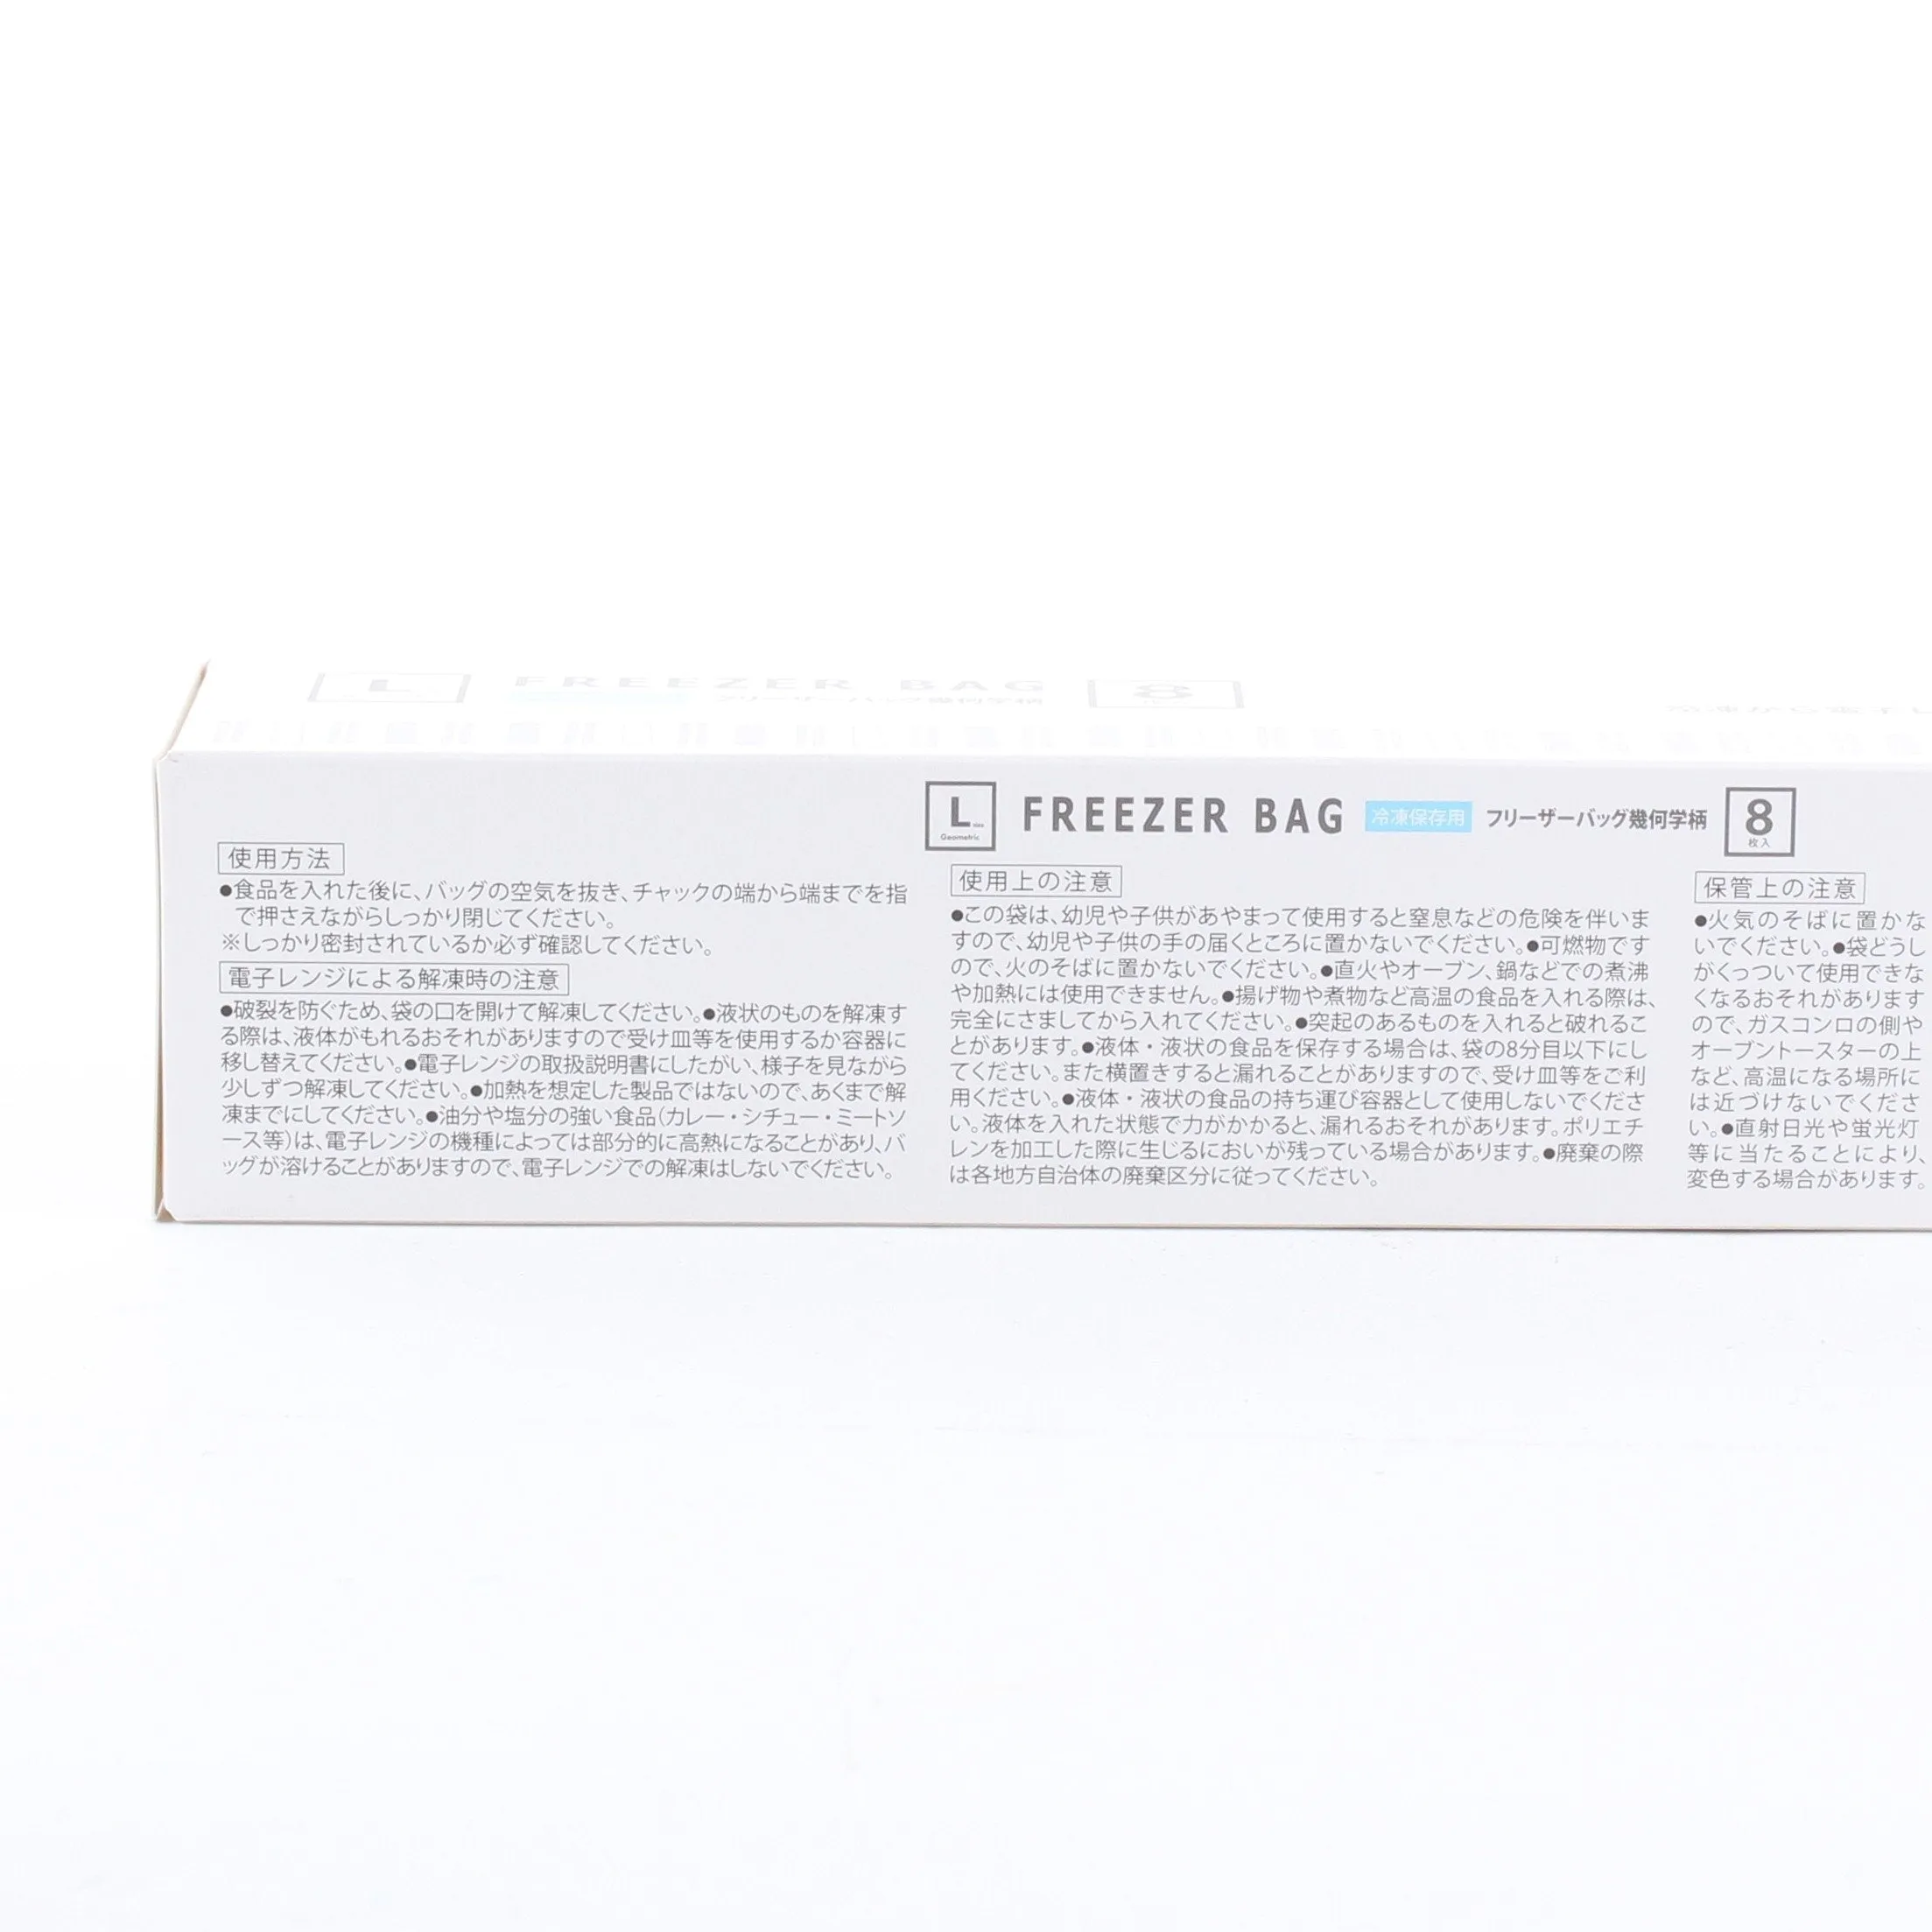 L
FREEZER BAG
フリーザーバッグ幾何学柄
8
L size
Geometric
FREEZER BAG
冷凍保存用
フリーザーバッグ幾何学柄
8
枚入
使用方法
●食品を入れた後に、バッグの空気を抜き、チャックの端から端までを指
で押さえながらしっかり閉じてください。
※しっかり密封されているか必ず確認してください。
電子レンジによる解凍時の注意
●破裂を防ぐため、袋の口を開けて解凍してください。●液状のものを解凍す
る際は、液体がもれるおそれがありますので受け皿等を使用するか容器に
移し替えてください。●電子レンジの取扱説明書にしたがい、様子を見ながら
少しずつ解凍してください。●加熱を想定した製品ではないので、あくまで解
凍までにしてください。●油分や塩分の強い食品(カレー・シチュー・ミートソ
ース等)は、電子レンジの機種によっては部分的に高熱になることがあり、バ
ッグが溶けることがありますので、電子レンジでの解凍はしないでください。
使用上の注意
●この袋は、幼児や子供があやまって使用すると窒息などの危険を伴いま
すので、幼児や子供の手の届くところに置かないでください。●可燃物です
ので、火のそばに置かないでください。●直火やオーブン、鍋などでの煮沸
や加熱には使用できません。●揚げ物や煮物など高温の食品を入れる際は、
完全にさましてから入れてください。●突起のあるものを入れると破れるこ
とがあります。●液体・液状の食品を保存する場合は、袋の8分目以下にし
てください。また横置きすると漏れることがありますので、受け皿等をご利
用ください。●液体・液状の食品の持ち運び容器として使用しないでくださ
い。液体を入れた状態で力がかかると、漏れるおそれがあります。ポリエチ
レンを加工した際に生じるにおいが残っている場合があります。●廃棄の際
は各地方自治体の廃棄区分に従ってください。
保管上の注意
●火気のそばに置かな
いでください。●袋どうし
がくっついて使用できな
くなるおそれがあります
ので、ガスコンロの側や
オーブントースターの上
など、高温になる場所に
は近づけないでくださ
い。●直射日光や蛍光灯
等に当たることにより、
変色する場合があります。